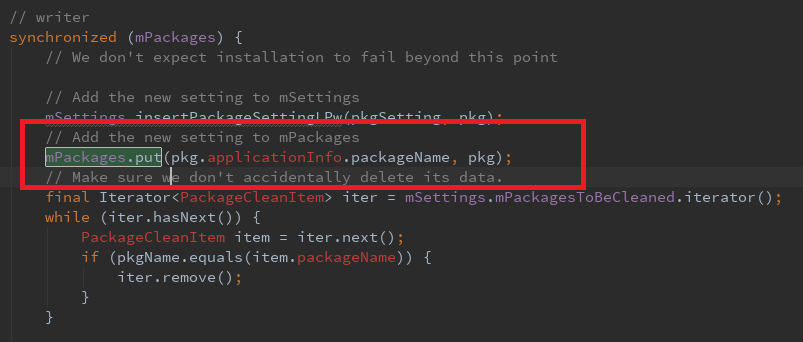 // writer
synchronized (mPackages) {
// We don't expect installation to fail beyond this point
// Add the new setting to mSettings
mSettings.insertPackageSettingLPw(pkgSetting, pkg);
// Add the new setting to mPackages
mPackages.put(pkg.applicationInfo.packageName, pkg);
// Make sure we don't accidentally delete its data.
final Iterator<PackageCleanItem> iter = mSettings.mPackagesToBeCleaned.iterator();
while (iter.hasNext()) {
PackageCleanItem item = iter.next();
if (pkgName.equals(item.packageName)) {
iter.remove();
}
}